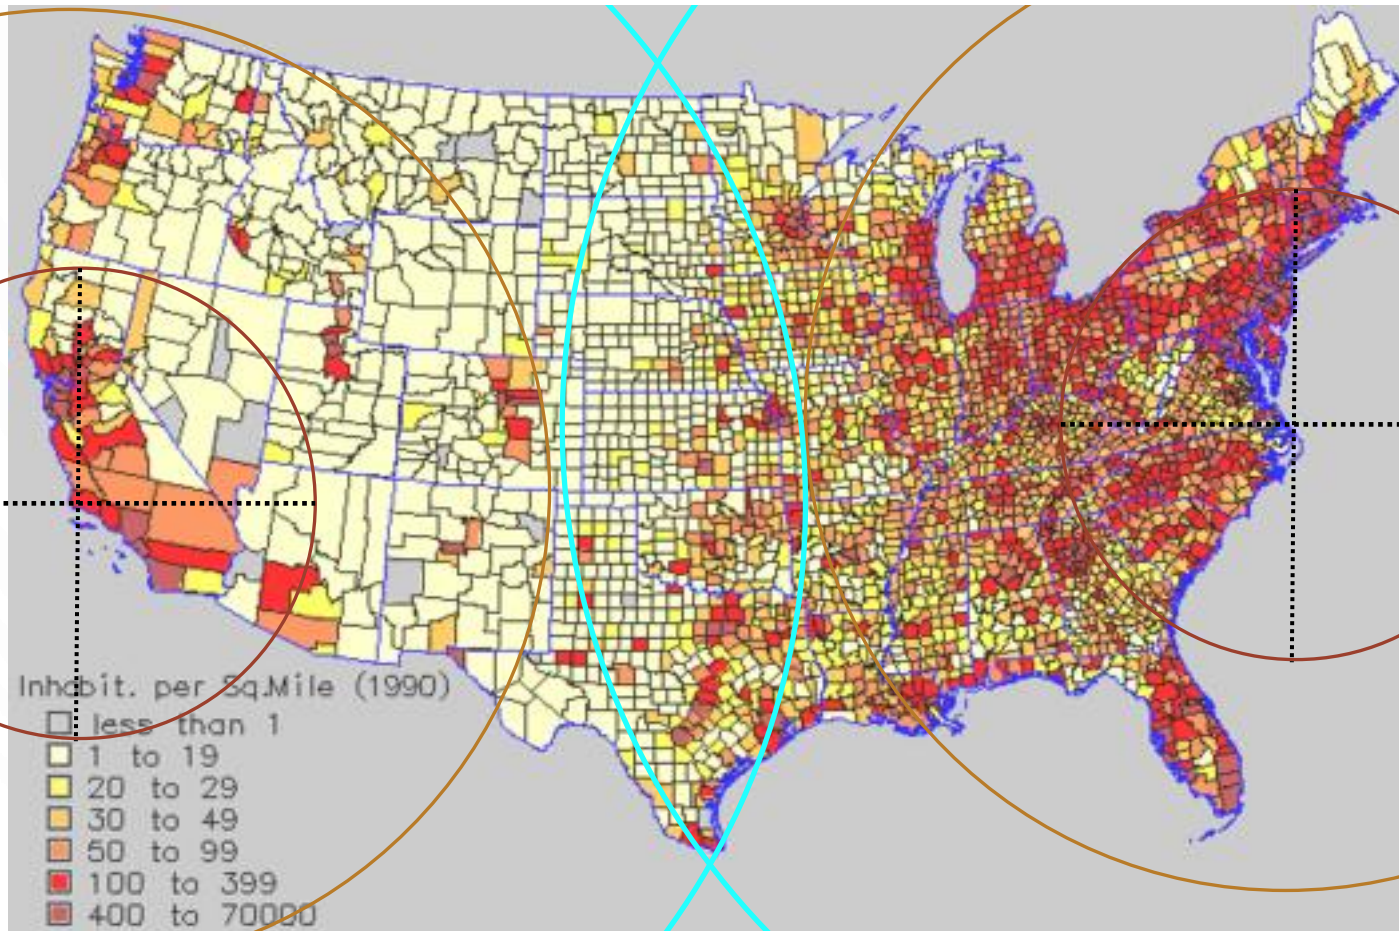 Inhabit. per Sq.Mile (1990)
less than 1
1 to 19
20 to 29
30 to 49
50 to 99
100 to 399
400 to 70000